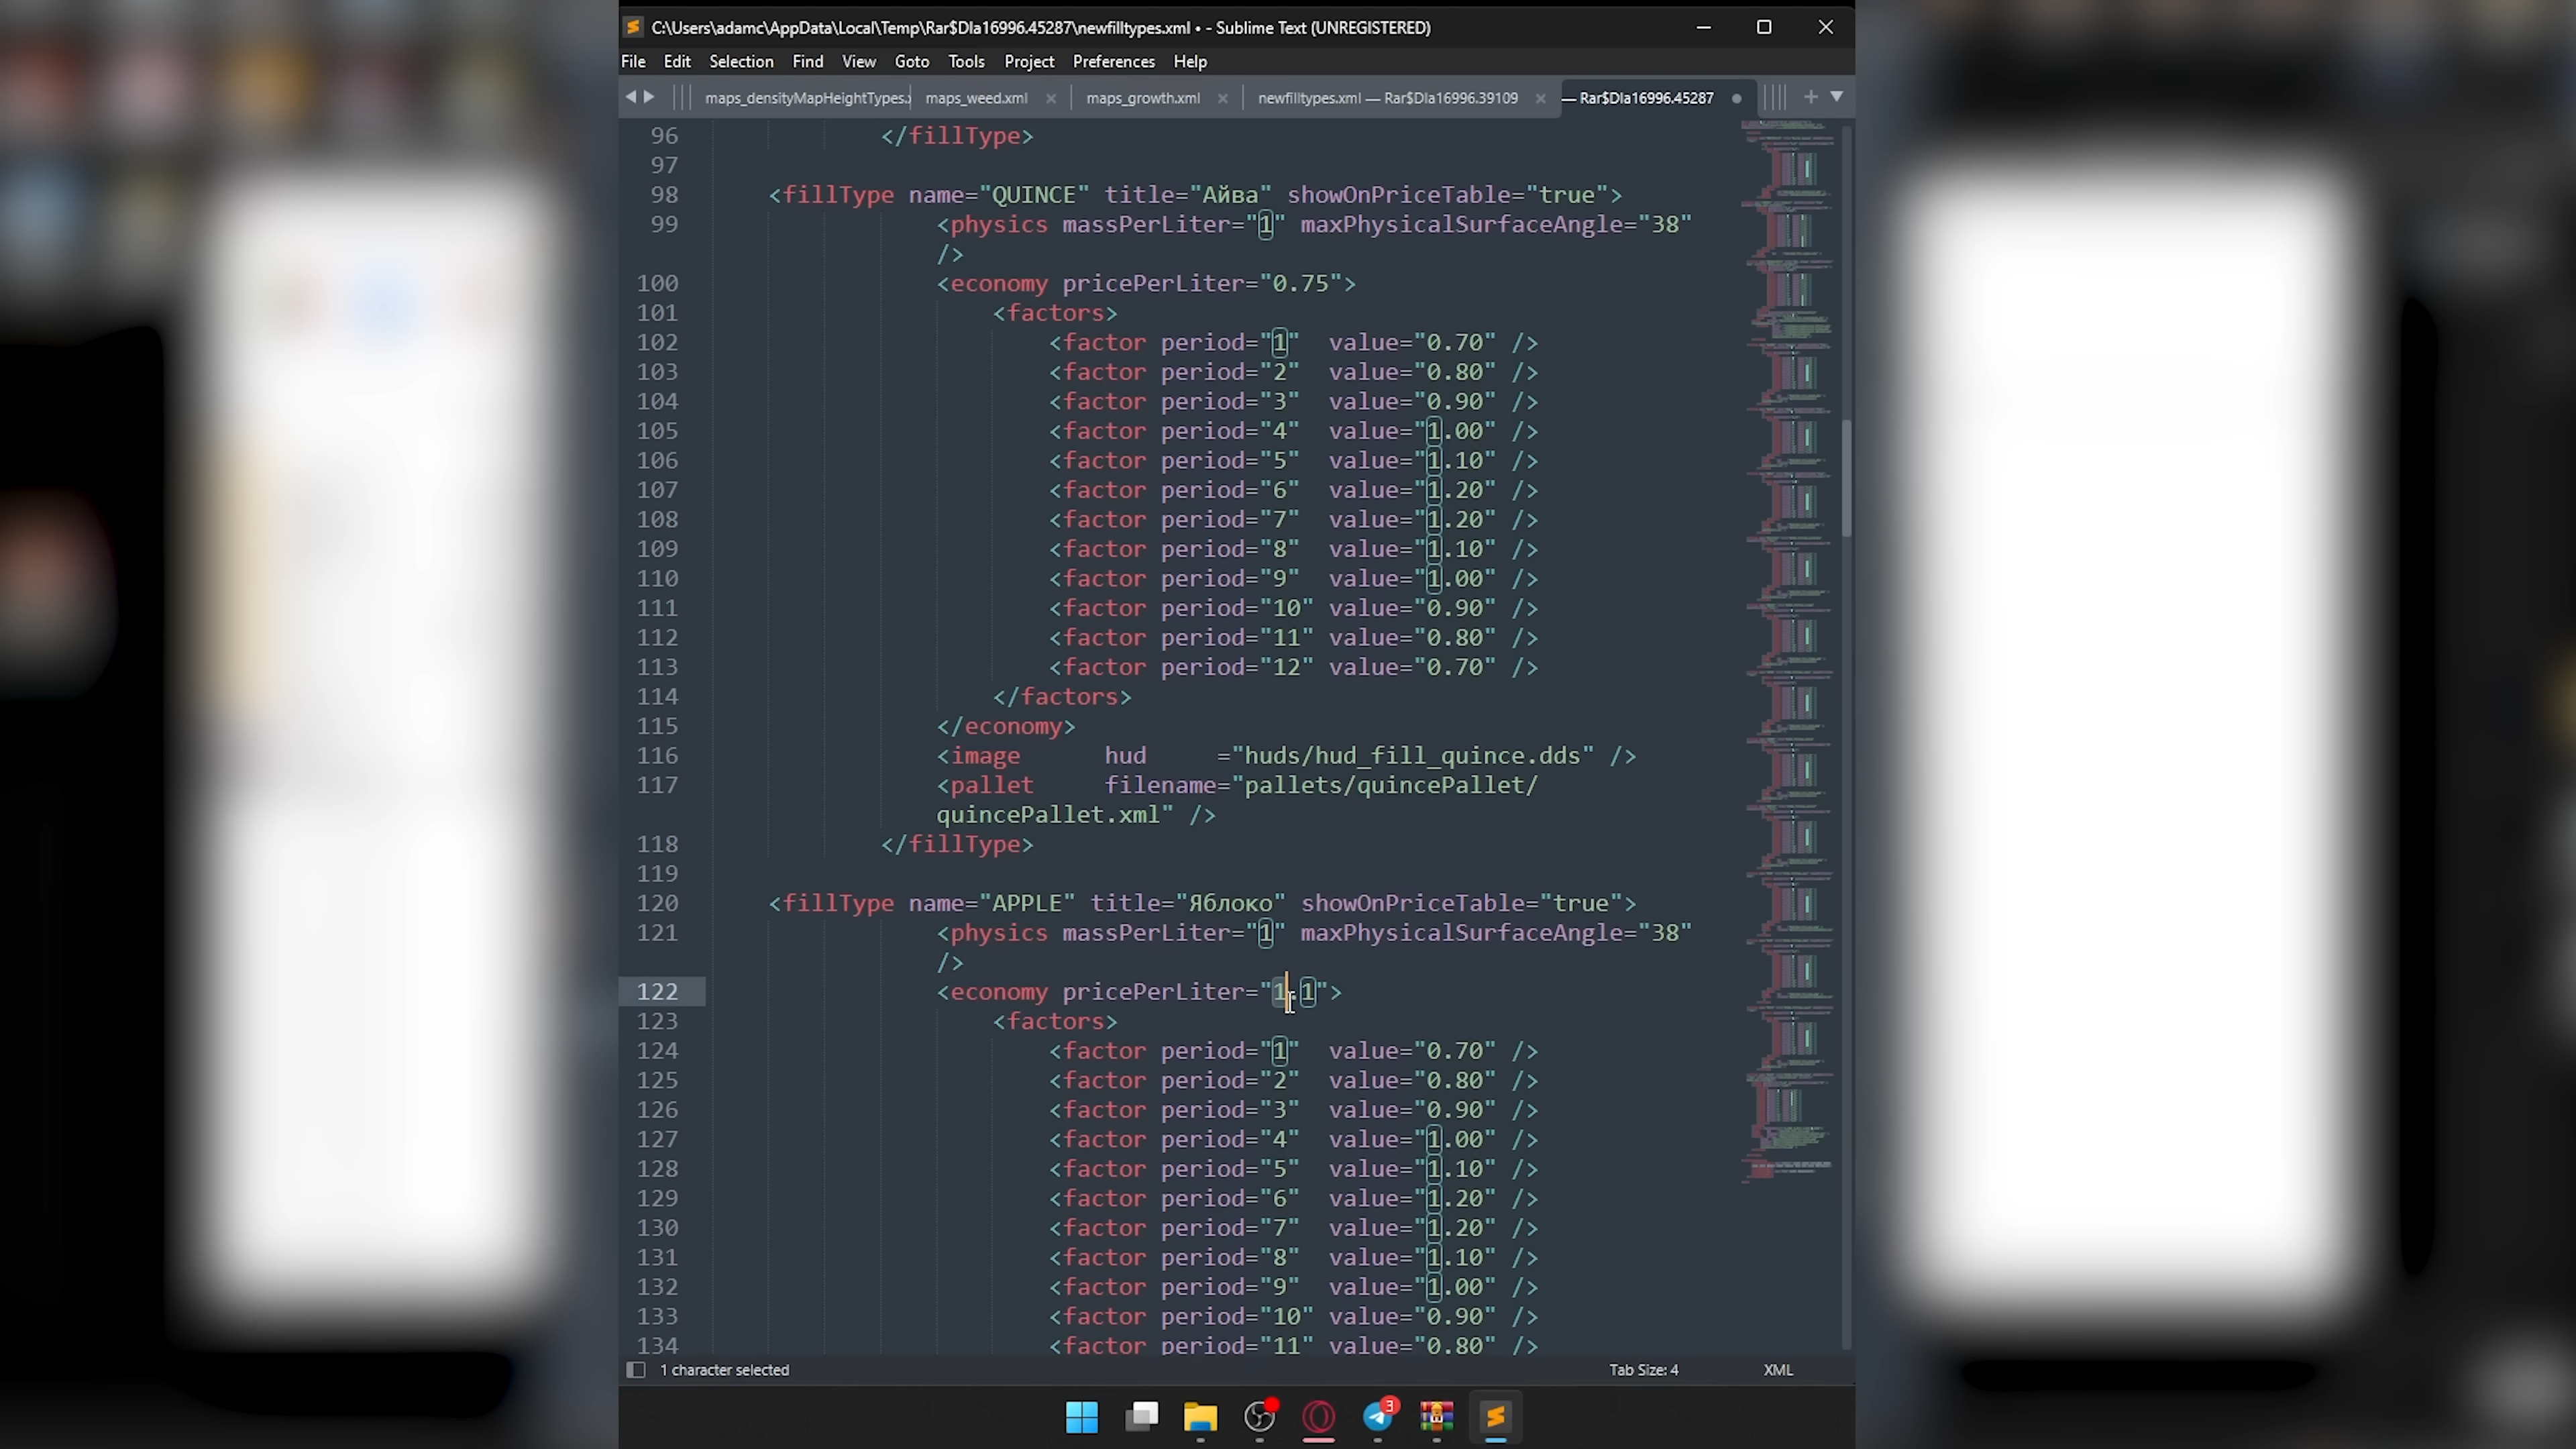 C:\Users\adamc\AppData\Local\Temp\Rar$DIa16996.45287\newfilltypes.xml • - Sublime Text (UNREGISTERED)
File Edit Selection Find View Goto Tools Project Preferences Help
maps_densityMapHeightTypes.x maps_weed.xml maps_growth.xml newfilltypes.xml — Rar$DIa16996.39109 — Rar$DIa16996.45287
96 </fillType>
97
98 <fillType name="QUINCE" title="Айва" showOnPriceTable="true">
99 <physics massPerLiter="1" maxPhysicalSurfaceAngle="38"
/>
100 <economy pricePerLiter="0.75">
101 <factors>
102 <factor period="1" value="0.70" />
103 <factor period="2" value="0.80" />
104 <factor period="3" value="0.90" />
105 <factor period="4" value="1.00" />
106 <factor period="5" value="1.10" />
107 <factor period="6" value="1.20" />
108 <factor period="7" value="1.20" />
109 <factor period="8" value="1.10" />
110 <factor period="9" value="1.00" />
111 <factor period="10" value="0.90" />
112 <factor period="11" value="0.80" />
113 <factor period="12" value="0.70" />
114 </factors>
115 </economy>
116 <image hud ="huds/hud_fill_quince.dds" />
117 <pallet filename="pallets/quincePallet/
quincePallet.xml" />
118 </fillType>
119
120 <fillType name="APPLE" title="Яблоко" showOnPriceTable="true">
121 <physics massPerLiter="1" maxPhysicalSurfaceAngle="38"
/>
122 <economy pricePerLiter="1.1">
123 <factors>
124 <factor period="1" value="0.70" />
125 <factor period="2" value="0.80" />
126 <factor period="3" value="0.90" />
127 <factor period="4" value="1.00" />
128 <factor period="5" value="1.10" />
129 <factor period="6" value="1.20" />
130 <factor period="7" value="1.20" />
131 <factor period="8" value="1.10" />
132 <factor period="9" value="1.00" />
133 <factor period="10" value="0.90" />
134 <factor period="11" value="0.80" />
1 character selected Tab Size: 4 XML
3